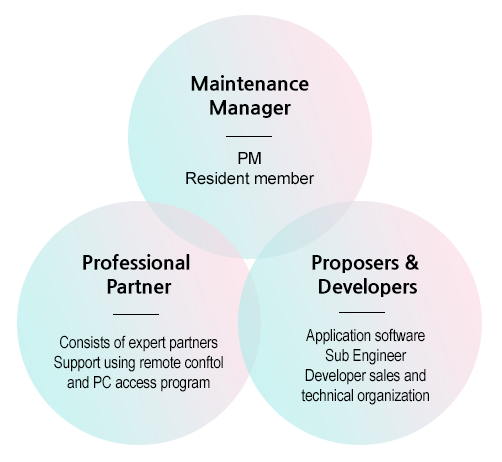 Maintenance
Manager
PM
Resident member
Professional
Partner
Consists of expert partners
Support using remote conftol
and PC access program
Proposers &
Developers
Application software
Sub Engineer
Developer sales and
technical organization